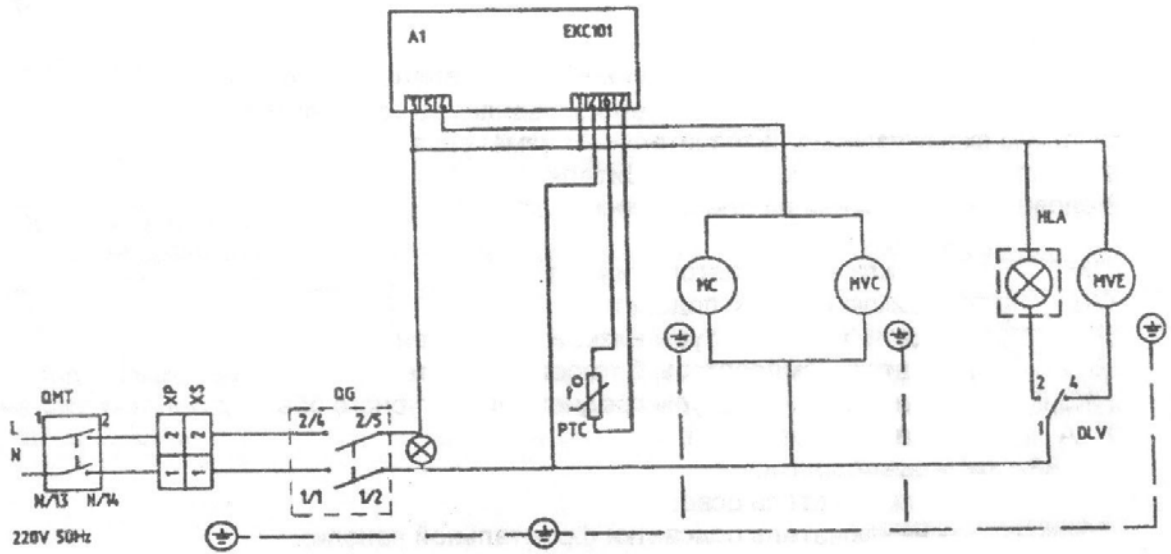 A1 EKC101
3 5 4 1 2 6 7
HLA
MC MVC MVE
t°
PTC
2 4
1
DLV
QMT XP XS QG
1 2 2/4 2/5
L 2 2
N 1 1
N/13 N/14 1/1 1/2
220V 50Hz